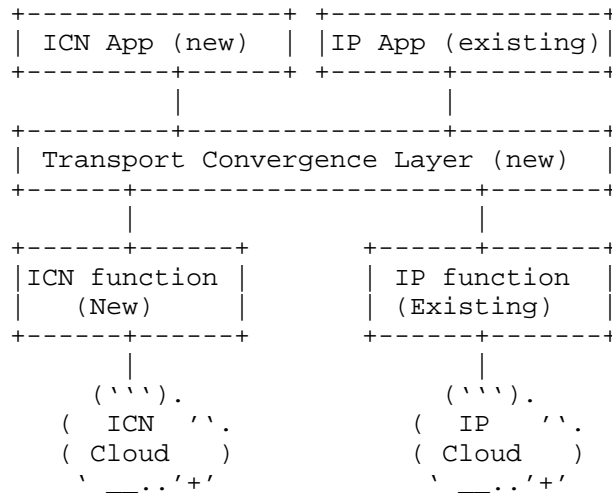 ICN App (new) IP App (existing)
Transport Convergence Layer (new)
ICN function IP function
(New) (Existing)
ICN IP
Cloud Cloud